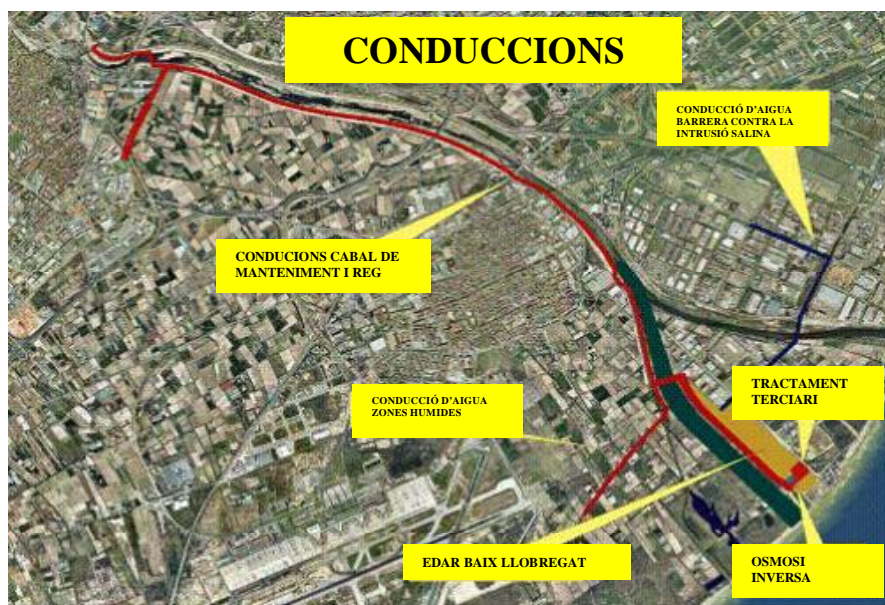 CONDUCCIONS
CONDUCCIÓ D'AIGUA
BARRERA CONTRA LA
INTRUSIÓ SALINA
CONDUCIONS CABAL DE
MANTENIMENT I REG
CONDUCCIÓ D'AIGUA
ZONES HUMIDES
TRACTAMENT
TERCIARI
EDAR BAIX LLOBREGAT
OSMOSI
INVERSA